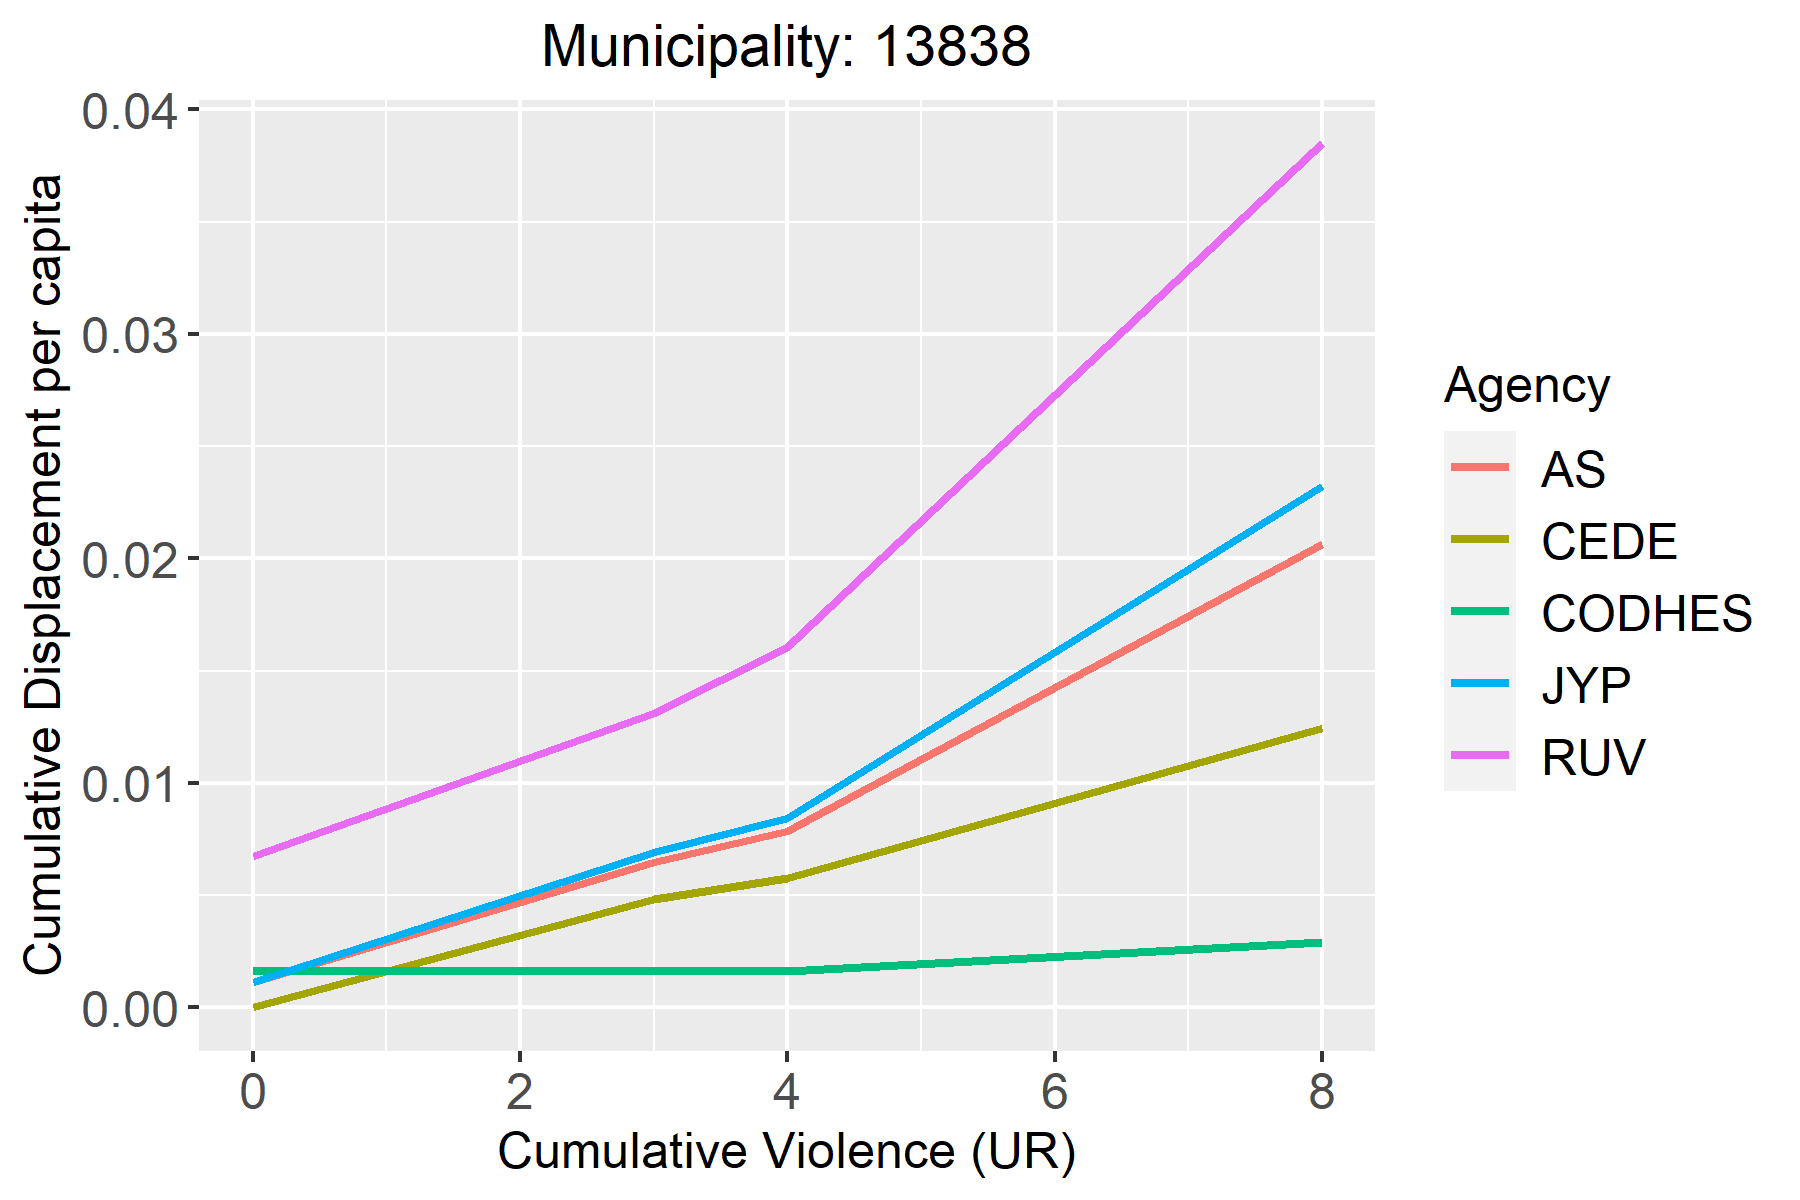 Municipality: 13838
Cumulative Displacement per capita
0.04
0.03
0.02
0.01
0.00
0 2 4 6 8
Cumulative Violence (UR)
Agency
AS
CEDE
CODHES
JYP
RUV